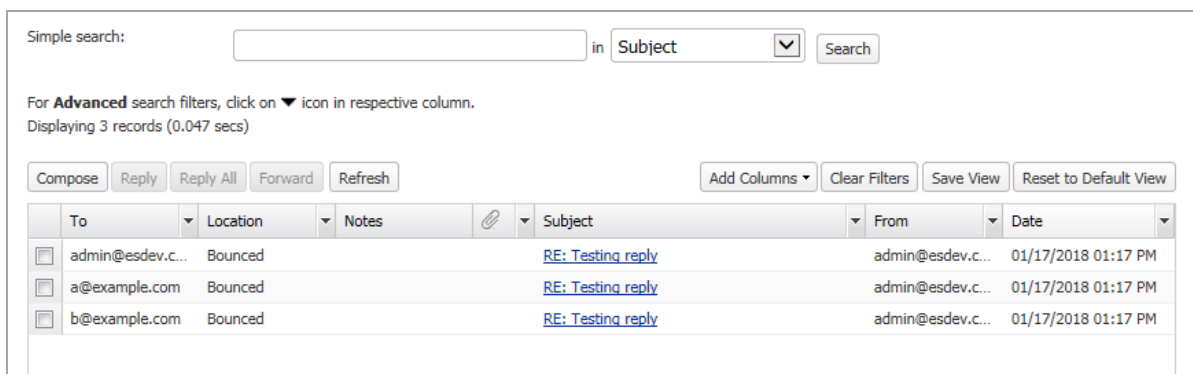 Simple search: in Subject Search
For Advanced search filters, click on ▼ icon in respective column.
Displaying 3 records (0.047 secs)
Compose Reply Reply All Forward Refresh Add Columns Clear Filters Save View Reset to Default View
To Location Notes Subject From Date
admin@esdev.c... Bounced RE: Testing reply admin@esdev.c... 01/17/2018 01:17 PM
a@example.com Bounced RE: Testing reply admin@esdev.c... 01/17/2018 01:17 PM
b@example.com Bounced RE: Testing reply admin@esdev.c... 01/17/2018 01:17 PM